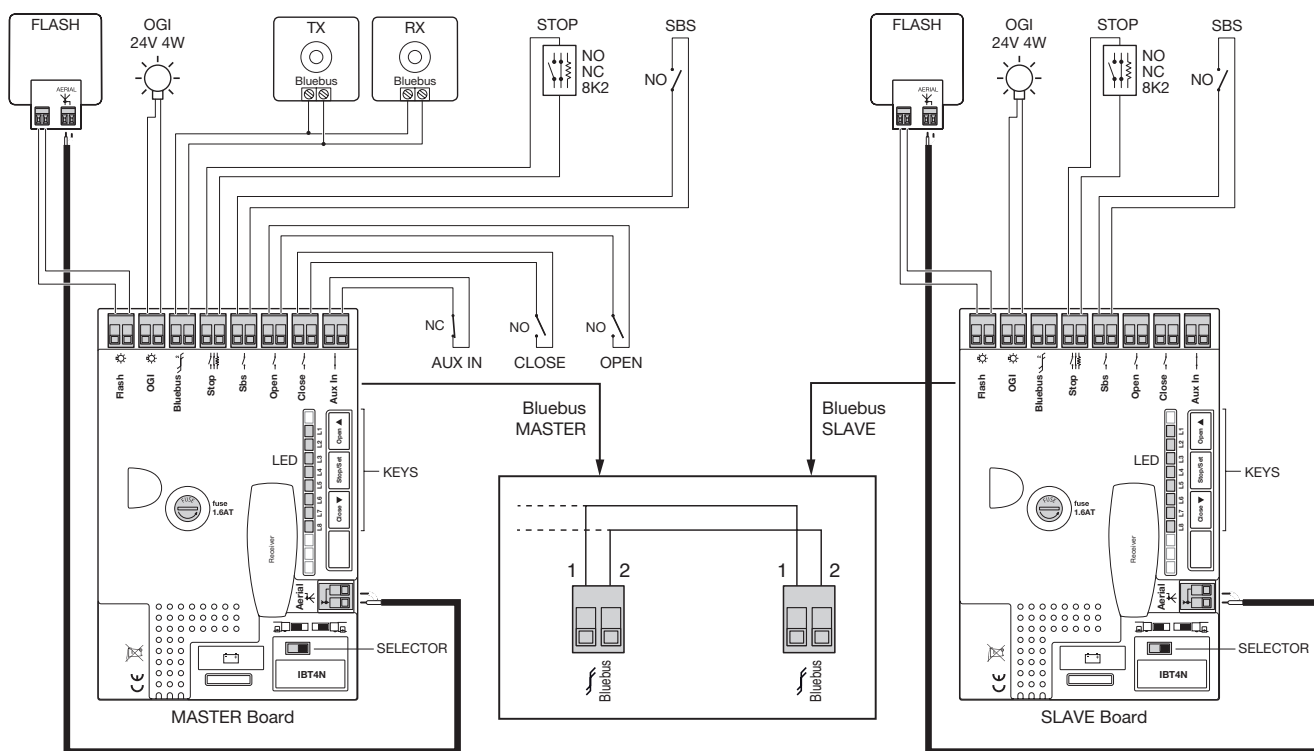 FLASH
AERIAL
OGI
24V 4W
TX
Bluebus
RX
Bluebus
STOP
NO
NC
8K2
SBS
NO
NC
AUX IN
NO
CLOSE
NO
OPEN
Flash
OGI
Bluebus
Stop
Sbs
Open
Close
Aux In
LED
L1
L2
L3
L4
L5
L6
L7
L8
Open ▲
Stop/Set
Close ▼
KEYS
FUSE
fuse
1.6AT
Receiver
Aerial
SELECTOR
IBT4N
CE
MASTER Board
Bluebus
MASTER
Bluebus
SLAVE
1
2
Bluebus
1
2
Bluebus
FLASH
AERIAL
OGI
24V 4W
STOP
NO
NC
8K2
SBS
NO
Flash
OGI
Bluebus
Stop
Sbs
Open
Close
Aux In
LED
L1
L2
L3
L4
L5
L6
L7
L8
Open ▲
Stop/Set
Close ▼
KEYS
FUSE
fuse
1.6AT
Receiver
Aerial
SELECTOR
IBT4N
CE
SLAVE Board